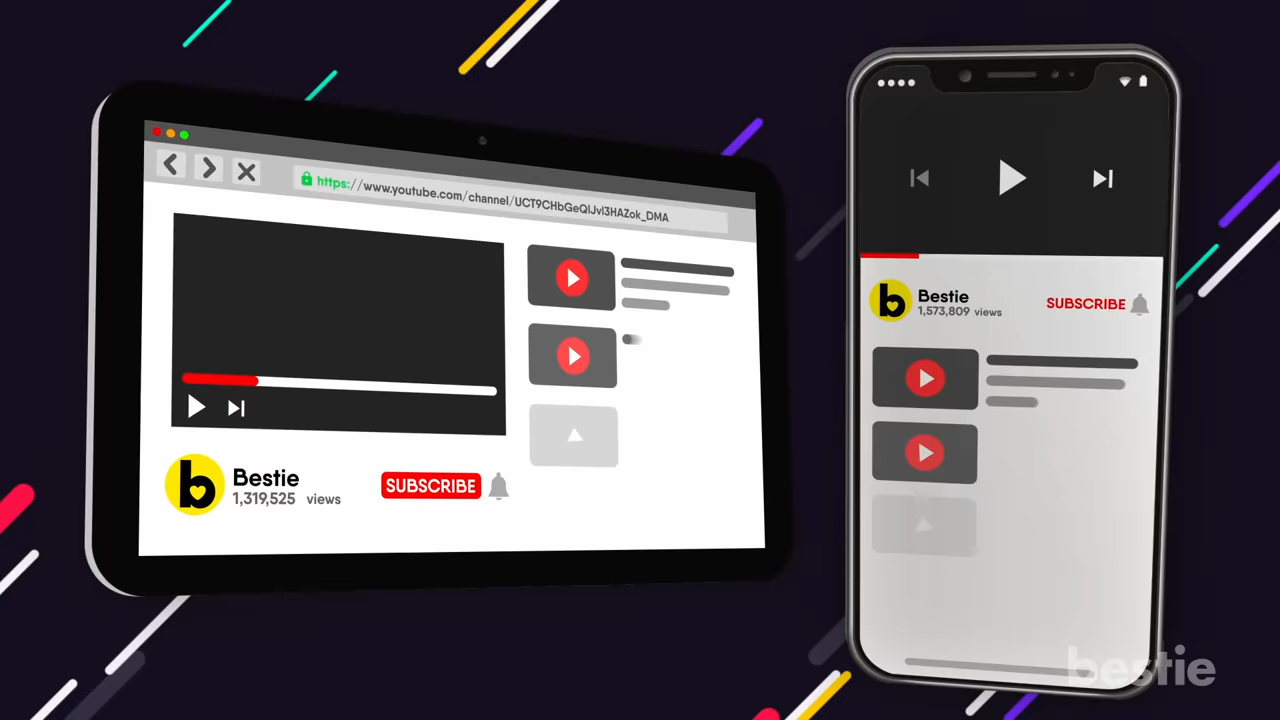 https://www.youtube.com/channel/UCT9CHbGeQIJvI3HAZok_DMA
b Bestie
1,319,525 views
SUBSCRIBE
b Bestie
1,573,809 views
SUBSCRIBE
bestie